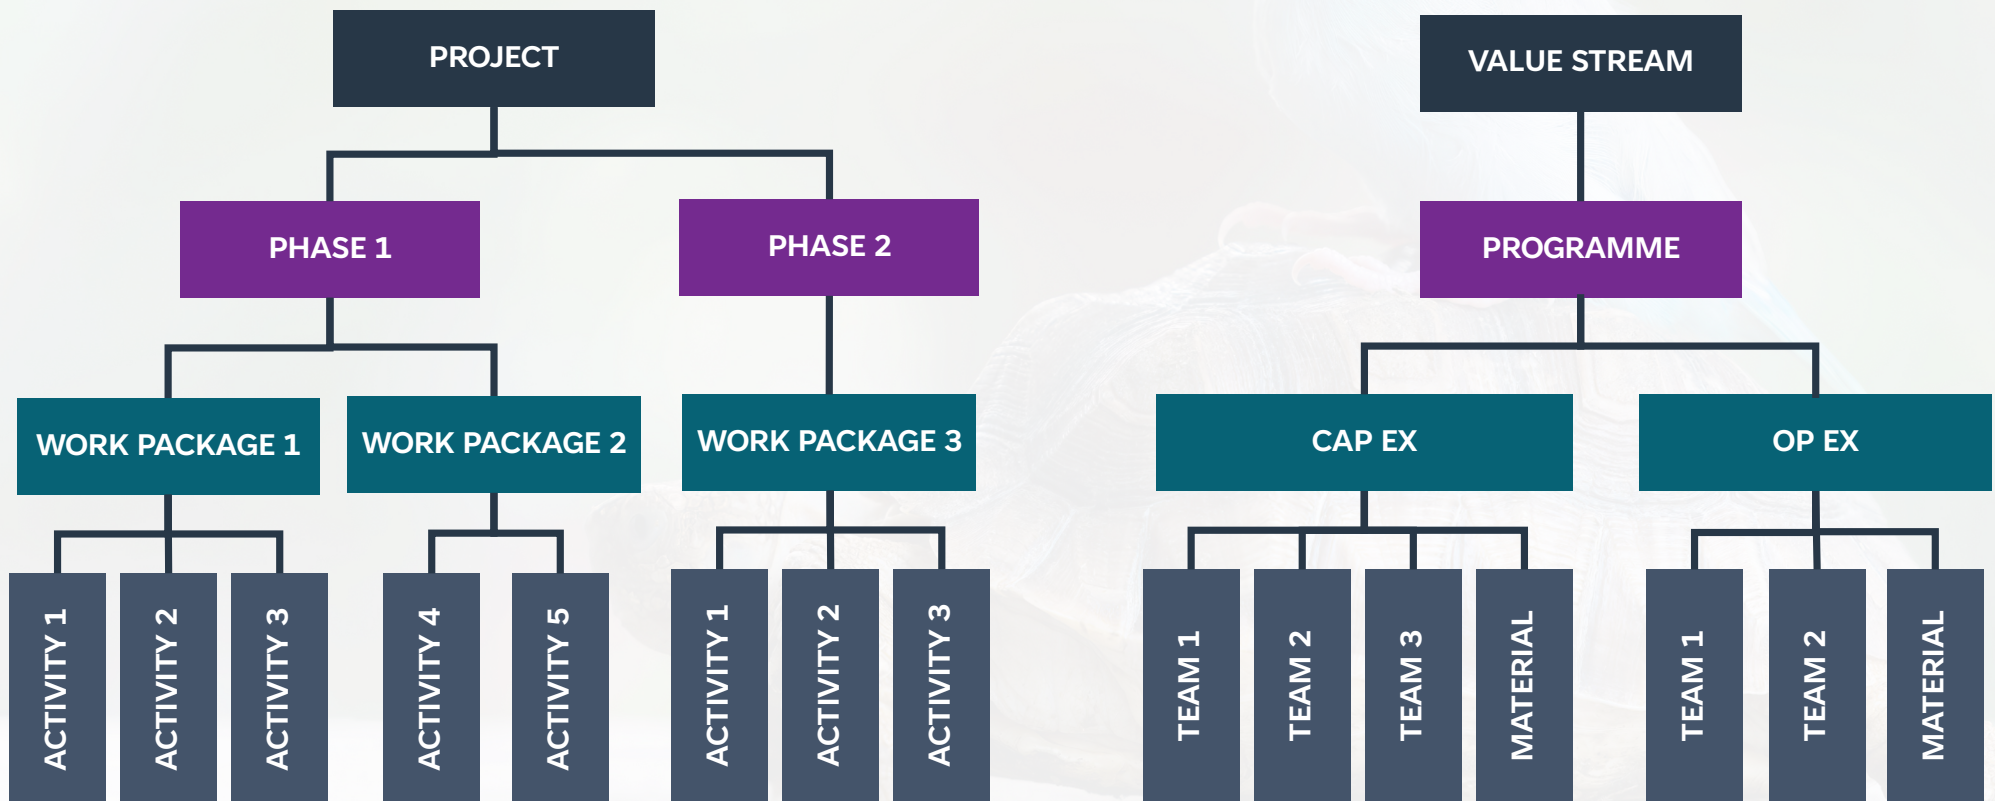 PROJECT
VALUE STREAM
PHASE 1
PHASE 2
PROGRAMME
WORK PACKAGE 1
WORK PACKAGE 2
WORK PACKAGE 3
CAP EX
OP EX
ACTIVITY 1
ACTIVITY 2
ACTIVITY 3
ACTIVITY 4
ACTIVITY 5
ACTIVITY 1
ACTIVITY 2
ACTIVITY 3
TEAM 1
TEAM 2
TEAM 3
MATERIAL
TEAM 1
TEAM 2
MATERIAL